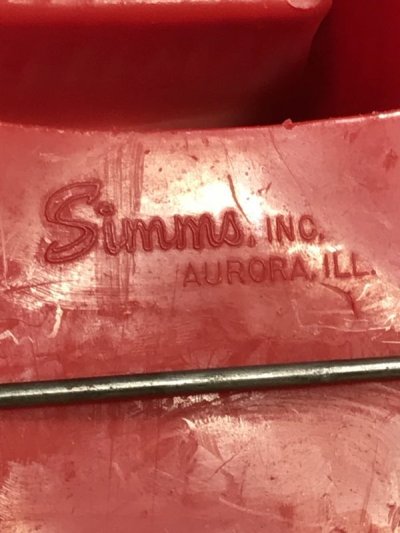 Simms, INC.
AURORA, ILL.